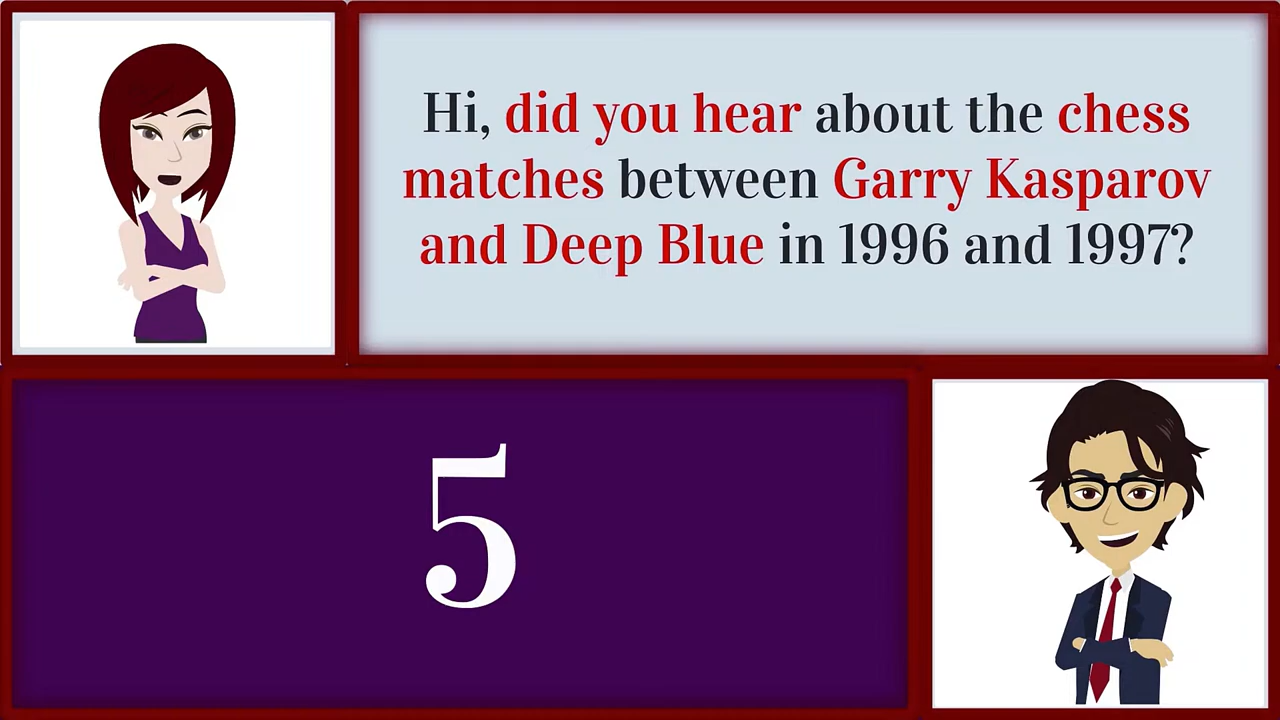 Hi, did you hear about the chess
matches between Garry Kasparov
and Deep Blue in 1996 and 1997?
5